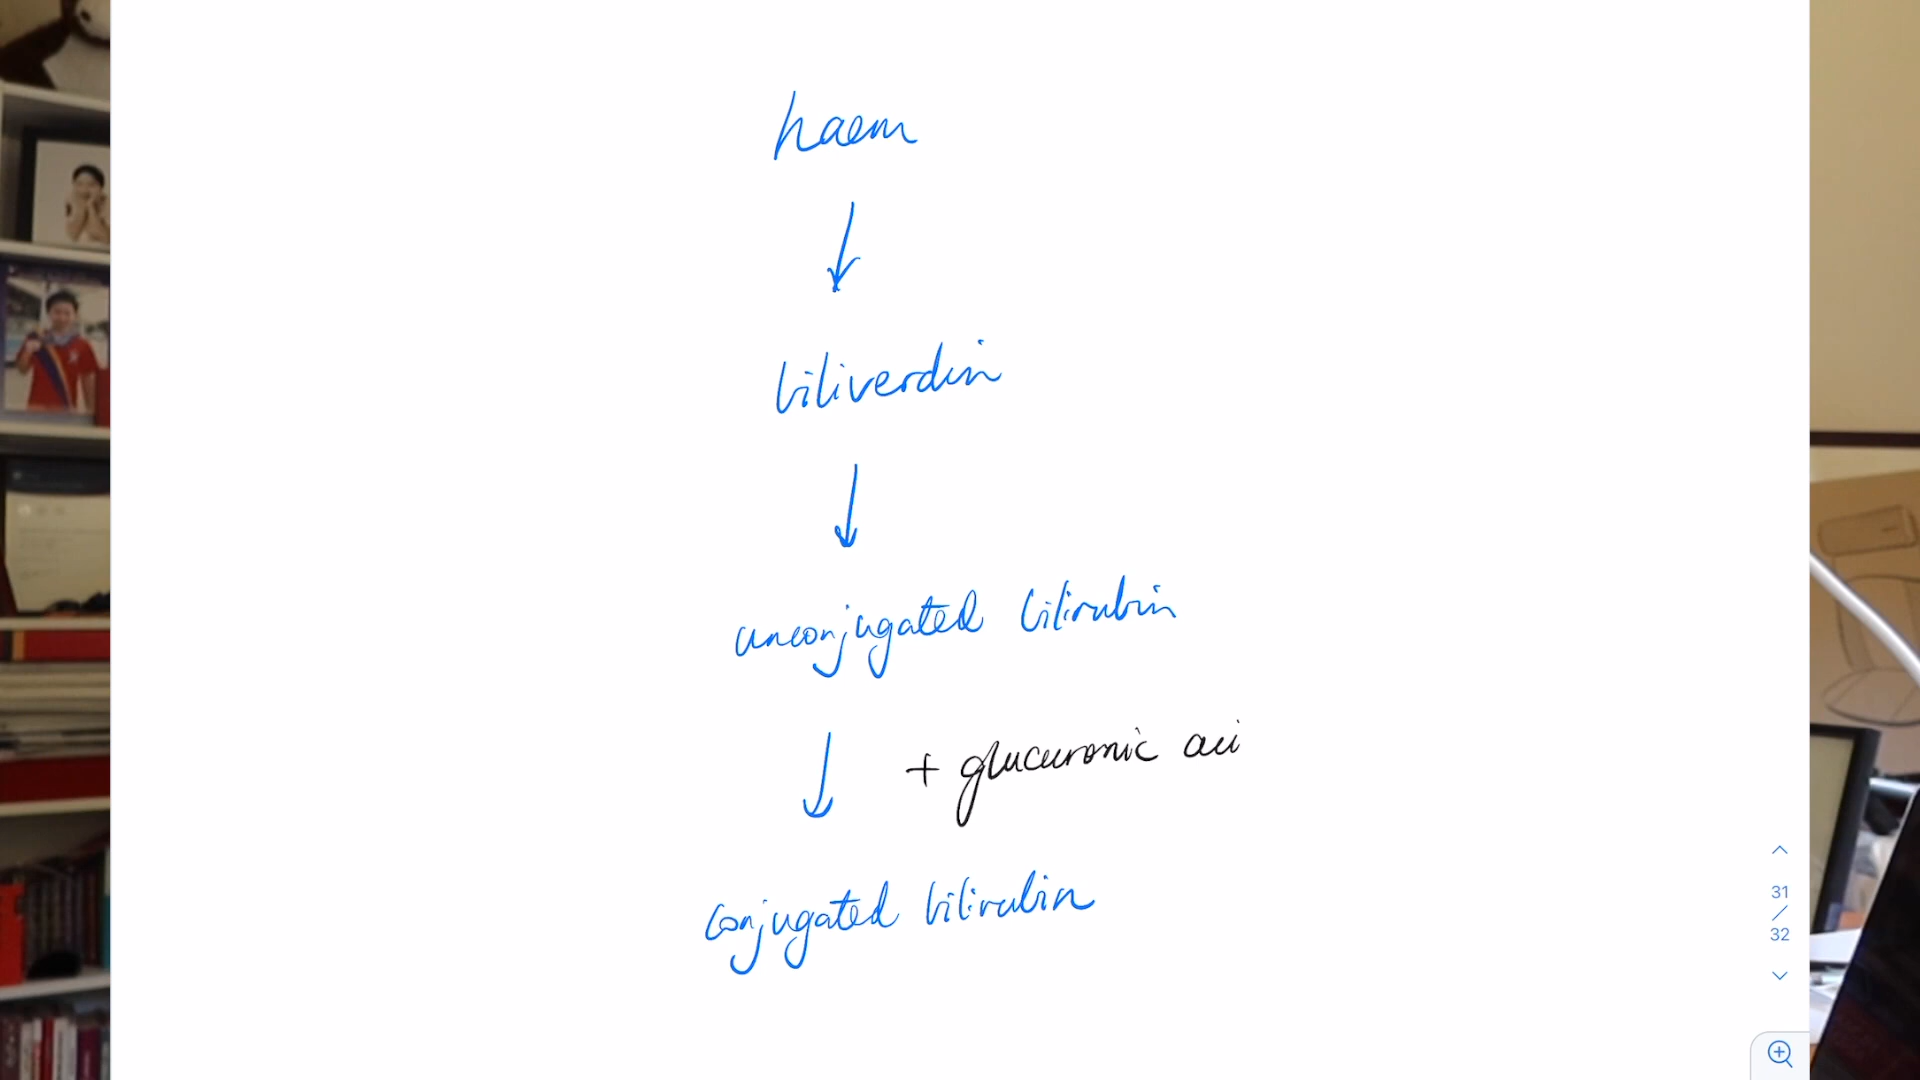 haem
↓
biliverdin
↓
unconjugated bilirubin
↓ + glucuronic aci
conjugated bilirubin
31
/
32